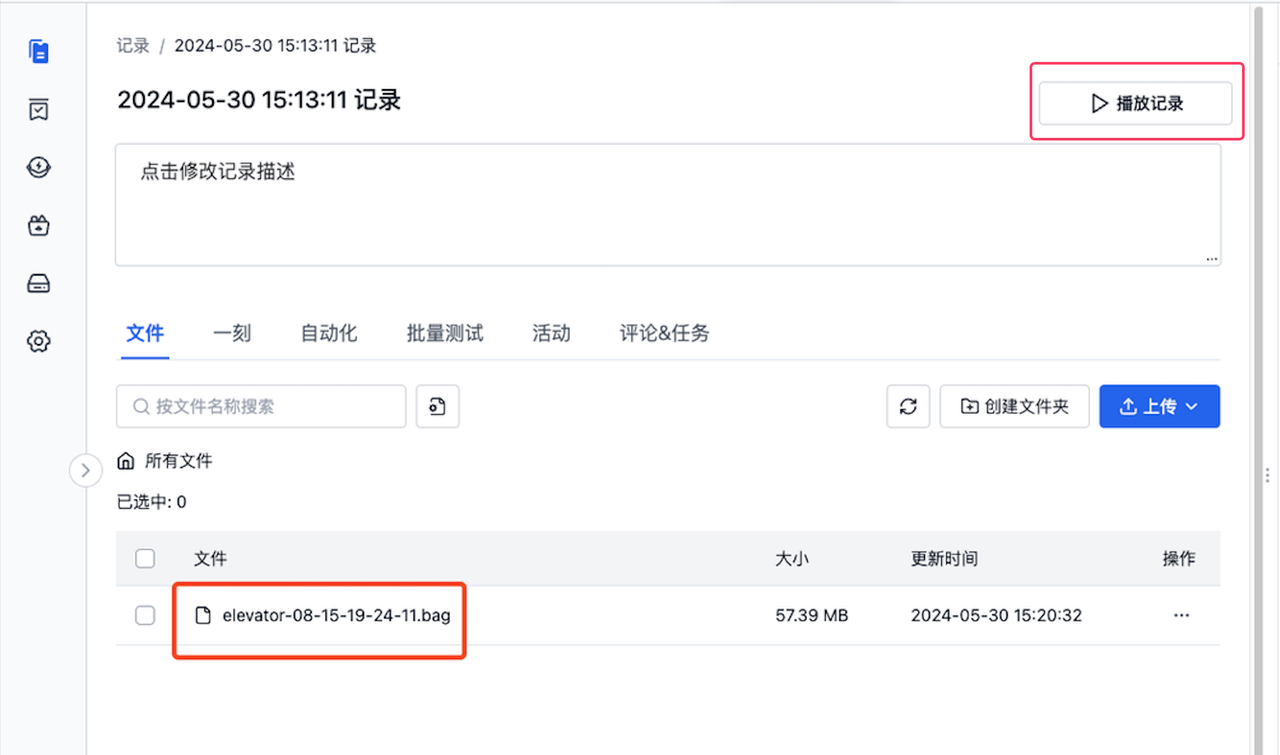 记录 / 2024-05-30 15:13:11 记录
2024-05-30 15:13:11 记录
播放记录
点击修改记录描述
文件 一刻 自动化 批量测试 活动 评论&任务
按文件名称搜索
创建文件夹
上传
所有文件
已选中: 0
文件 大小 更新时间 操作
elevator-08-15-19-24-11.bag 57.39 MB 2024-05-30 15:20:32 ···